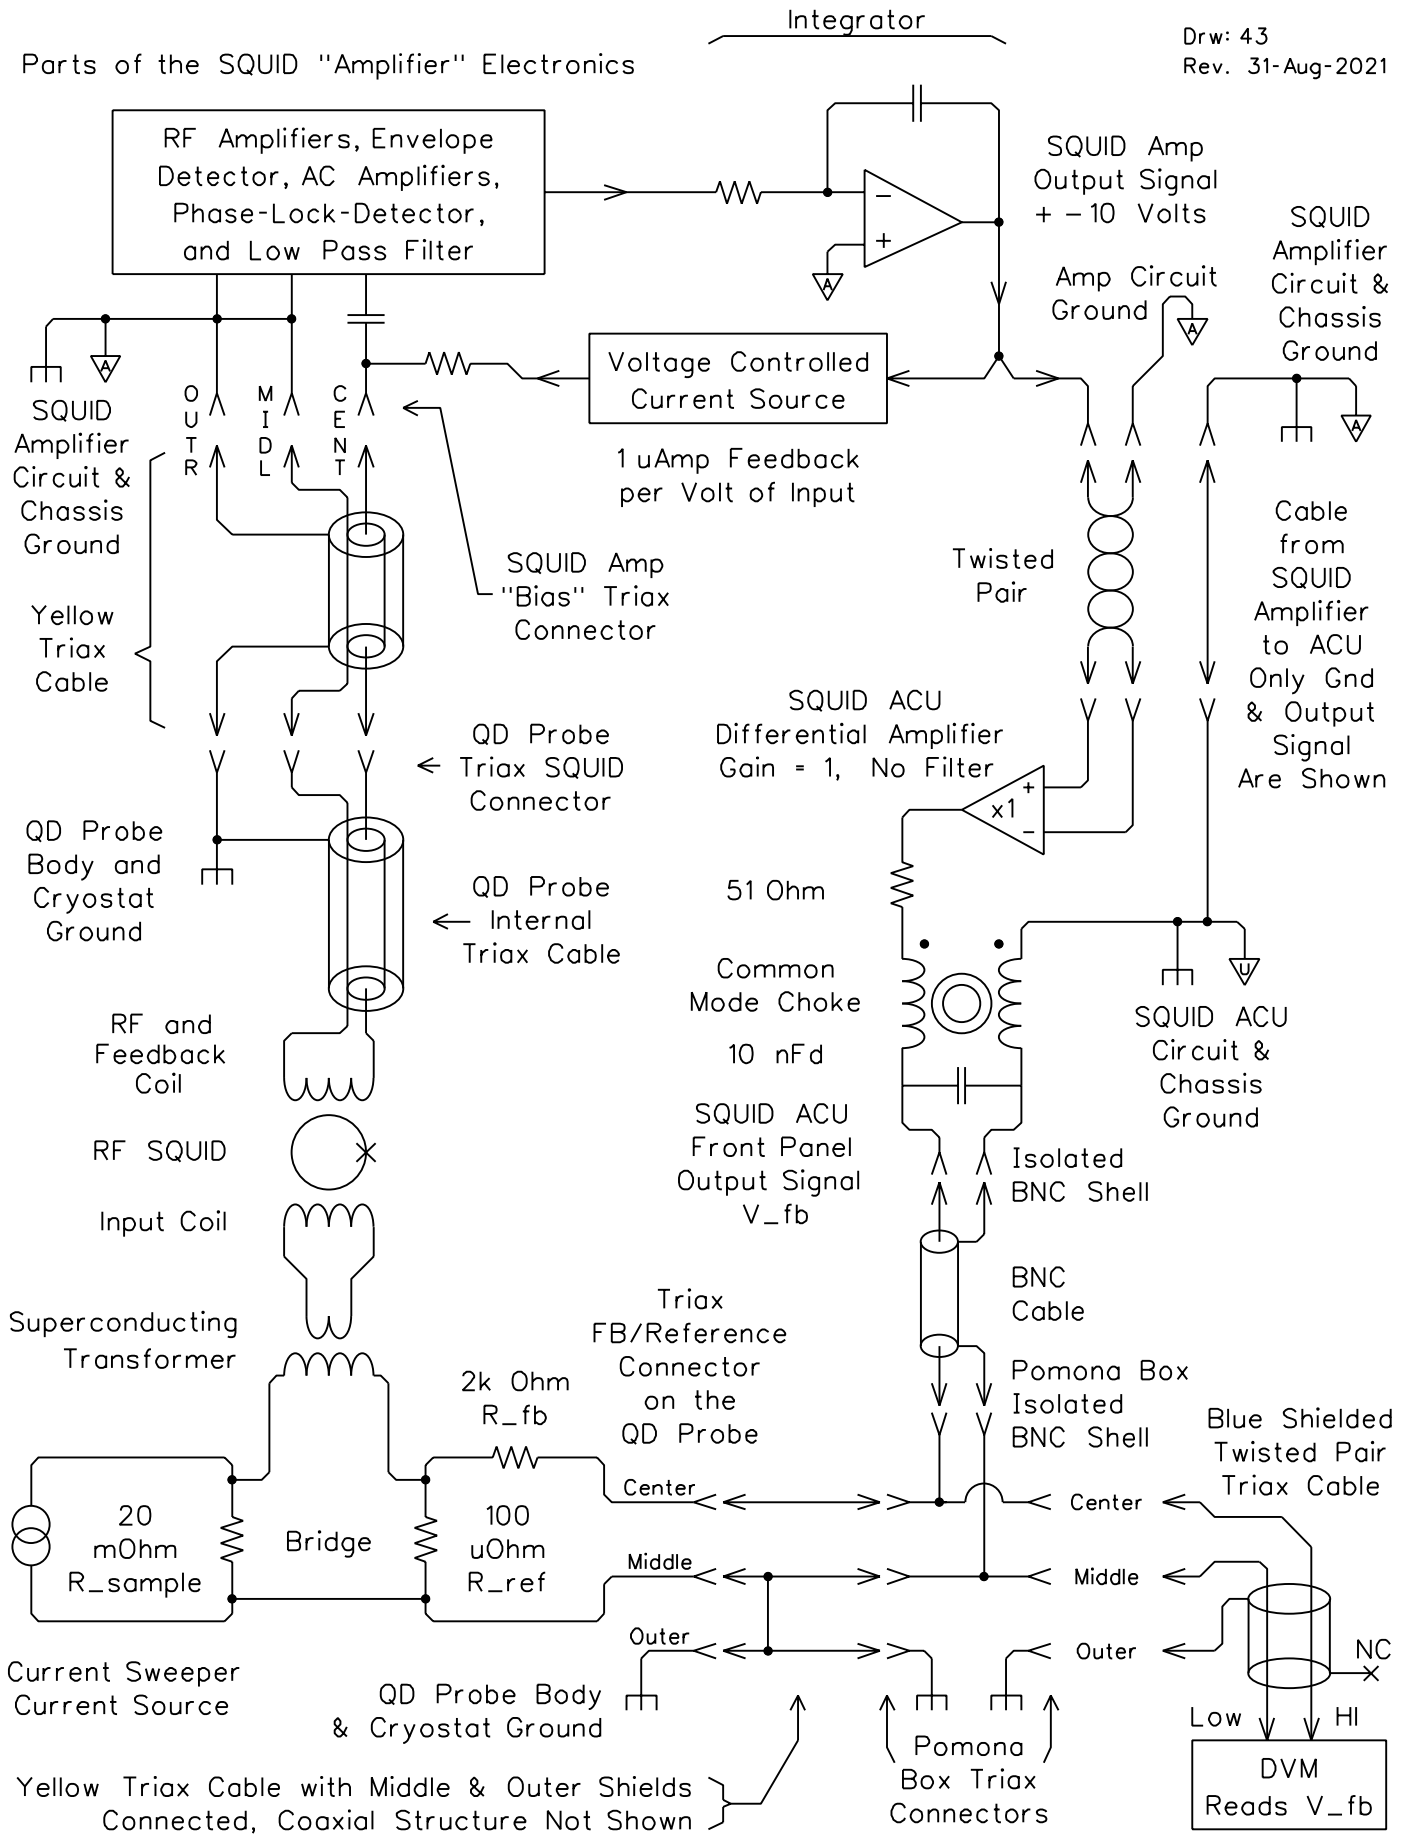 Integrator
Drw: 43
Rev. 31-Aug-2021
Parts of the SQUID "Amplifier" Electronics
RF Amplifiers, Envelope
Detector, AC Amplifiers,
Phase-Lock-Detector,
and Low Pass Filter
−
+
A
SQUID Amp
Output Signal
+ - 10 Volts
Amp Circuit
Ground
A
SQUID
Amplifier
Circuit &
Chassis
Ground
A
A
SQUID
Amplifier
Circuit &
Chassis
Ground
OUTR
MIDL
CENT
Voltage Controlled
Current Source
1 uAmp Feedback
per Volt of Input
SQUID Amp
"Bias" Triax
Connector
Yellow
Triax
Cable
Twisted
Pair
Cable
from
SQUID
Amplifier
to ACU
Only Gnd
& Output
Signal
Are Shown
QD Probe
Triax SQUID
Connector
SQUID ACU
Differential Amplifier
Gain = 1, No Filter
+
x1
−
QD Probe
Body and
Cryostat
Ground
QD Probe
Internal
Triax Cable
51 Ohm
Common
Mode Choke
10 nFd
U
SQUID ACU
Circuit &
Chassis
Ground
RF and
Feedback
Coil
RF SQUID
Input Coil
SQUID ACU
Front Panel
Output Signal
V_fb
Isolated
BNC Shell
BNC
Cable
Superconducting
Transformer
Triax
FB/Reference
Connector
on the
QD Probe
2k Ohm
R_fb
Pomona Box
Isolated
BNC Shell
Blue Shielded
Twisted Pair
Triax Cable
20
mOhm
R_sample
Bridge
100
uOhm
R_ref
Center
Middle
Outer
Center
Middle
Outer
NC
Current Sweeper
Current Source
QD Probe Body
& Cryostat Ground
Low
HI
Pomona
Box Triax
Connectors
DVM
Reads V_fb
Yellow Triax Cable with Middle & Outer Shields
Connected, Coaxial Structure Not Shown